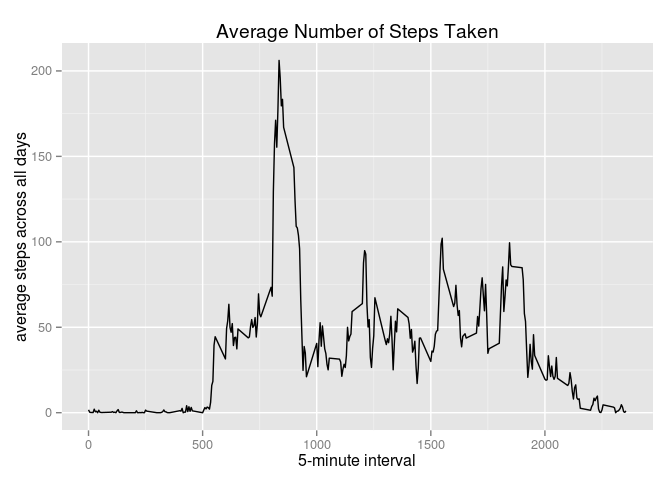 Average Number of Steps Taken
average steps across all days
200
150
100
50
0
0 500 1000 1500 2000
5-minute interval